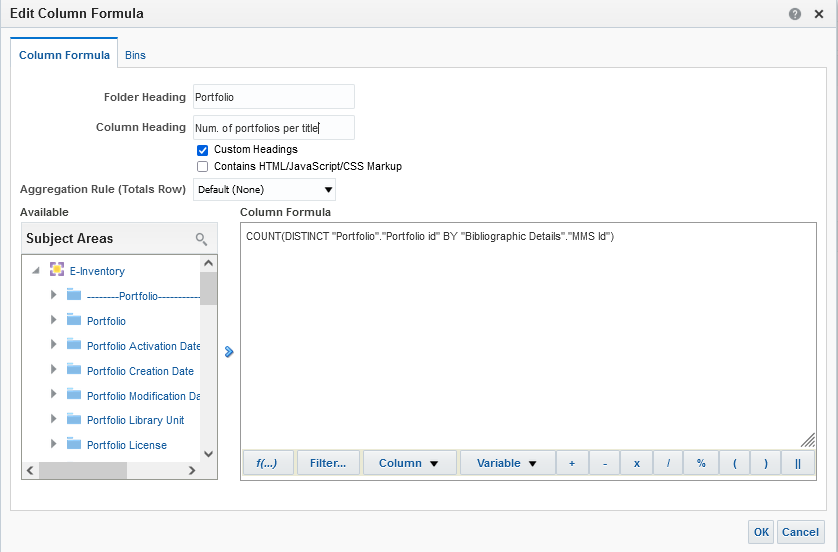 Edit Column Formula
Column Formula Bins
Folder Heading Portfolio
Column Heading Num. of portfolios per title
Custom Headings
Contains HTML/JavaScript/CSS Markup
Aggregation Rule (Totals Row) Default (None)
Available Column Formula
Subject Areas
COUNT(DISTINCT "Portfolio"."Portfolio id" BY "Bibliographic Details"."MMS Id")
E-Inventory
--------Portfolio-----------
Portfolio
Portfolio Activation Date
Portfolio Creation Date
Portfolio Modification Da
Portfolio Library Unit
Portfolio License
f(...) Filter... Column Variable + - x / % ( ) ||
OK Cancel